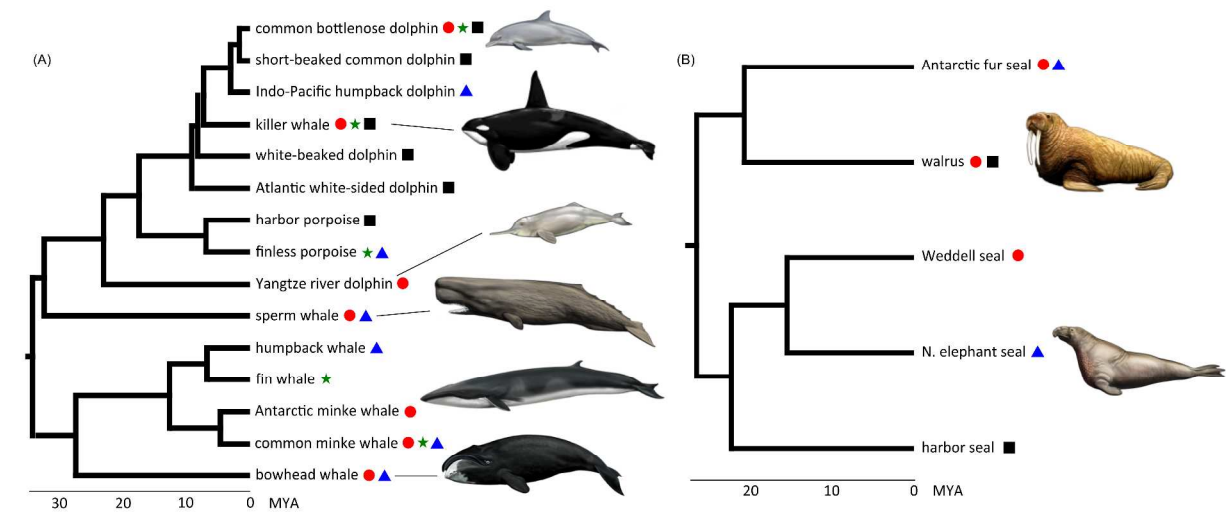 (A)
common bottlenose dolphin
short-beaked common dolphin
Indo-Pacific humpback dolphin
killer whale
white-beaked dolphin
Atlantic white-sided dolphin
harbor porpoise
finless porpoise
Yangtze river dolphin
sperm whale
humpback whale
fin whale
Antarctic minke whale
common minke whale
bowhead whale
30 20 10 0 MYA
(B)
Antarctic fur seal
walrus
Weddell seal
N. elephant seal
harbor seal
20 10 0 MYA